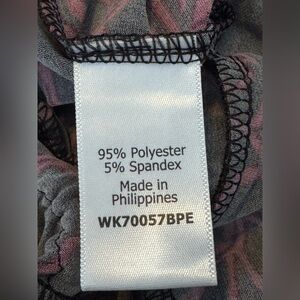 95% Polyester
5% Spandex
Made in
Philippines
WK70057BPE